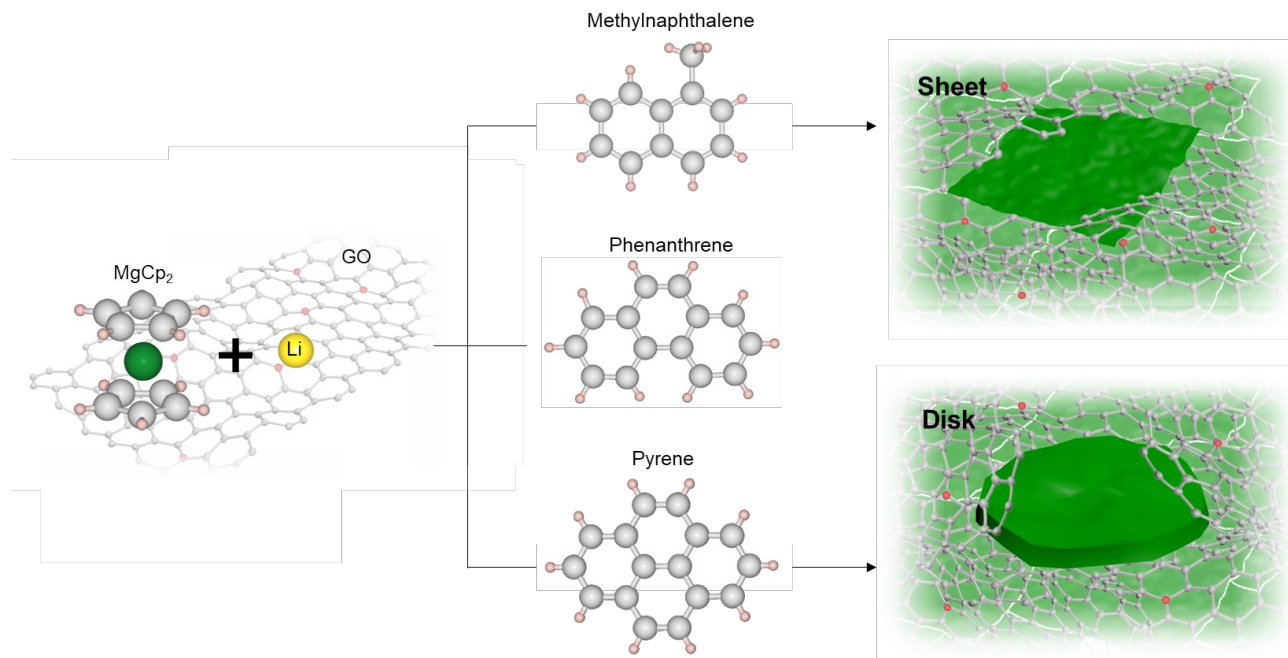 Methylnaphthalene
Sheet
GO
MgCp₂
Li
Phenanthrene
Disk
Pyrene